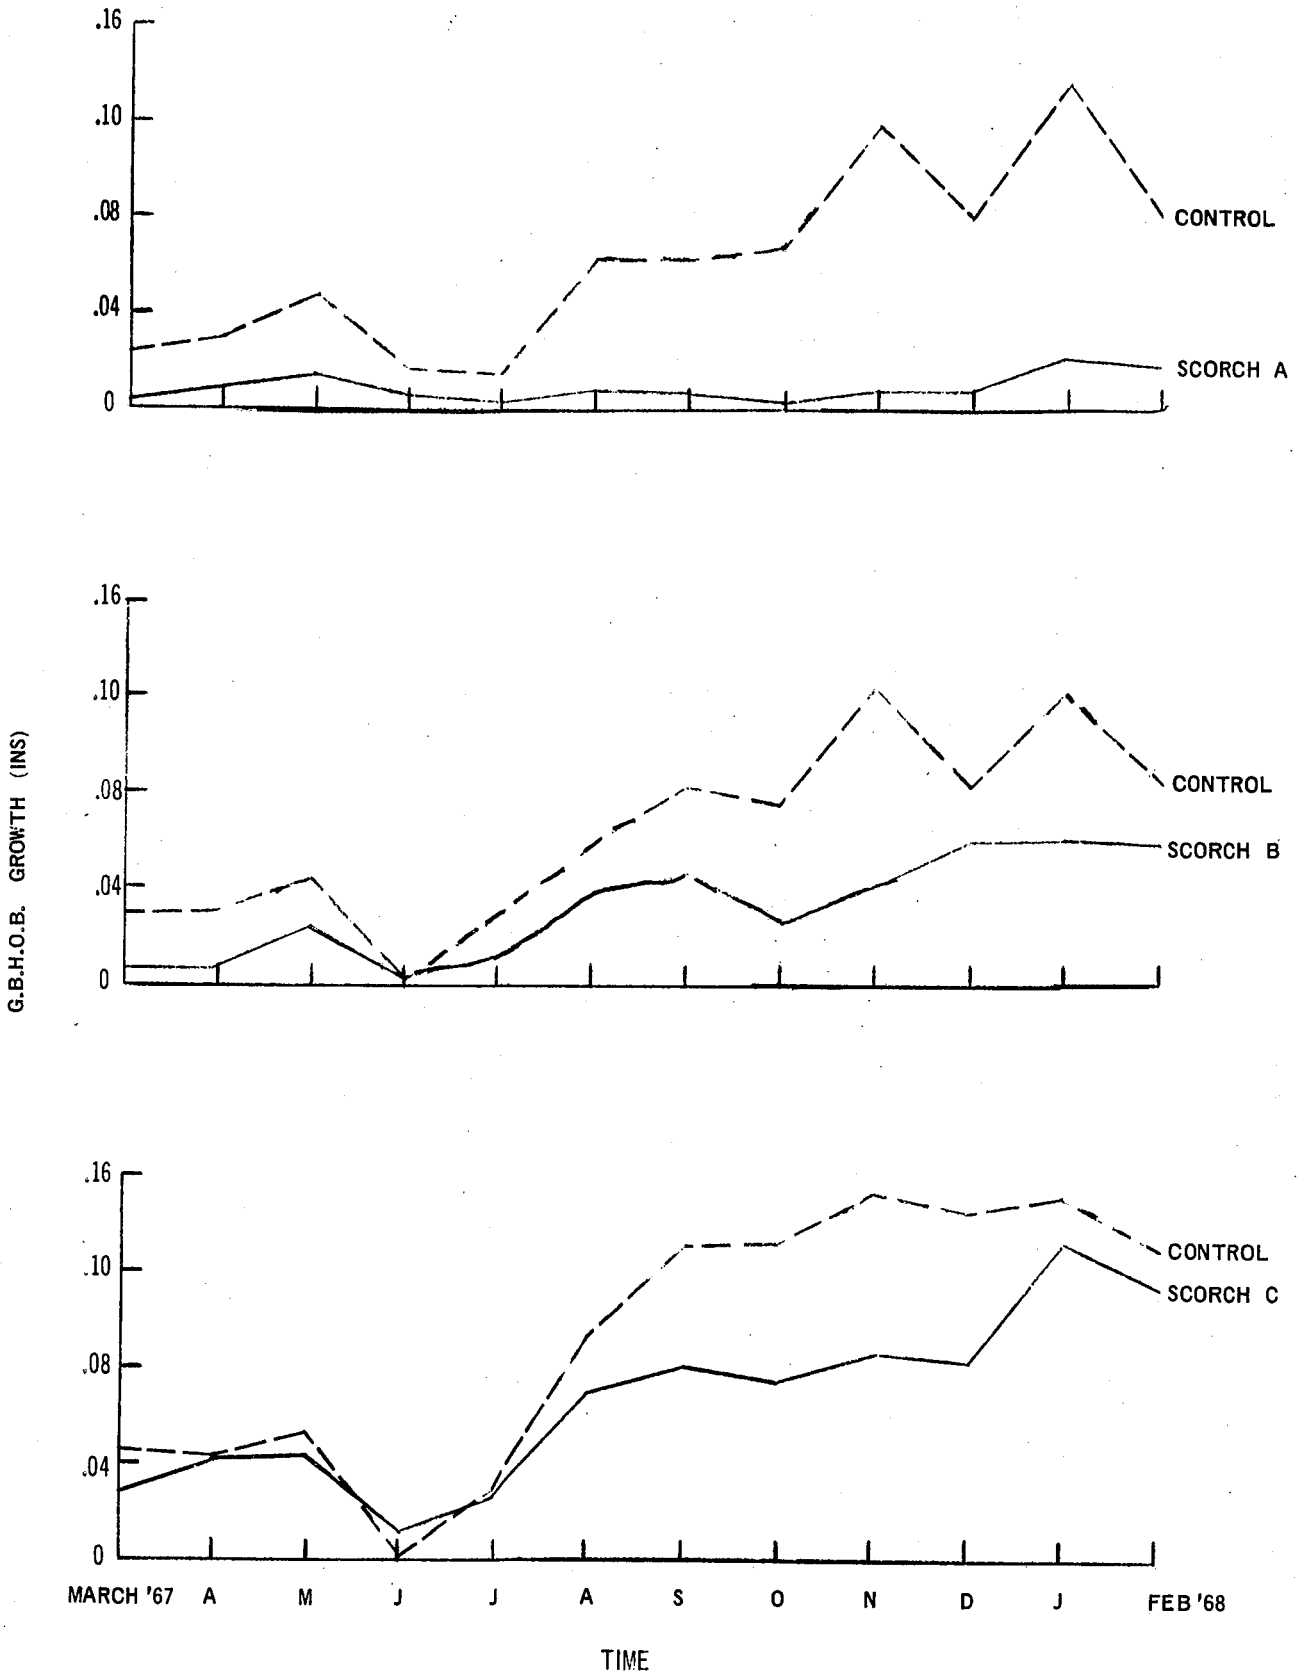 .16
.10
.08
.04
0
CONTROL
SCORCH A
.16
.10
.08
.04
0
CONTROL
SCORCH B
G.B.H.O.B. GROWTH (INS)
.16
.10
.08
.04
0
CONTROL
SCORCH C
MARCH '67 A M J J A S O N D J FEB '68
TIME